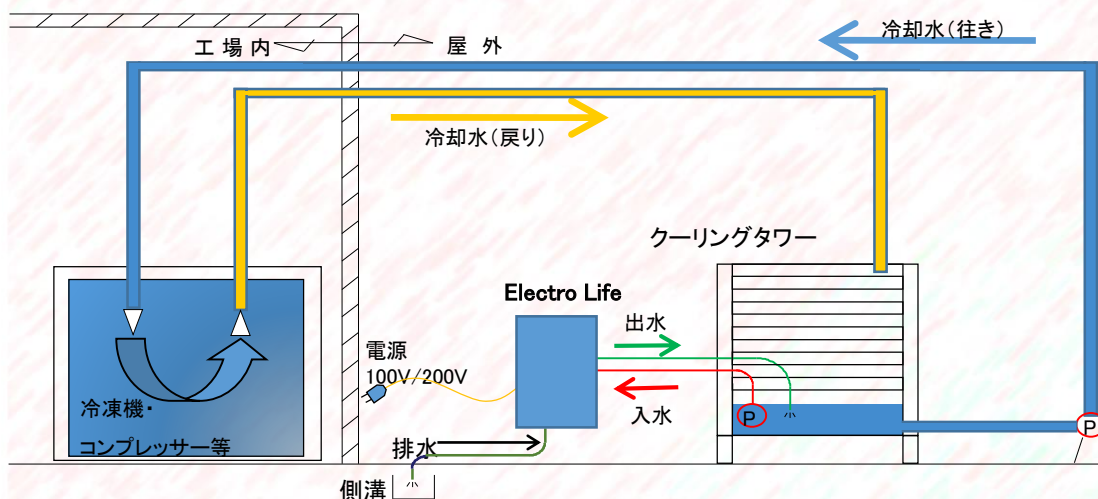 冷却水(往き)
工場内
屋外
冷却水(戻り)
クーリングタワー
Electro Life
出水
電源
100V/200V
入水
P
P
冷凍機・
コンプレッサー等
排水
側溝